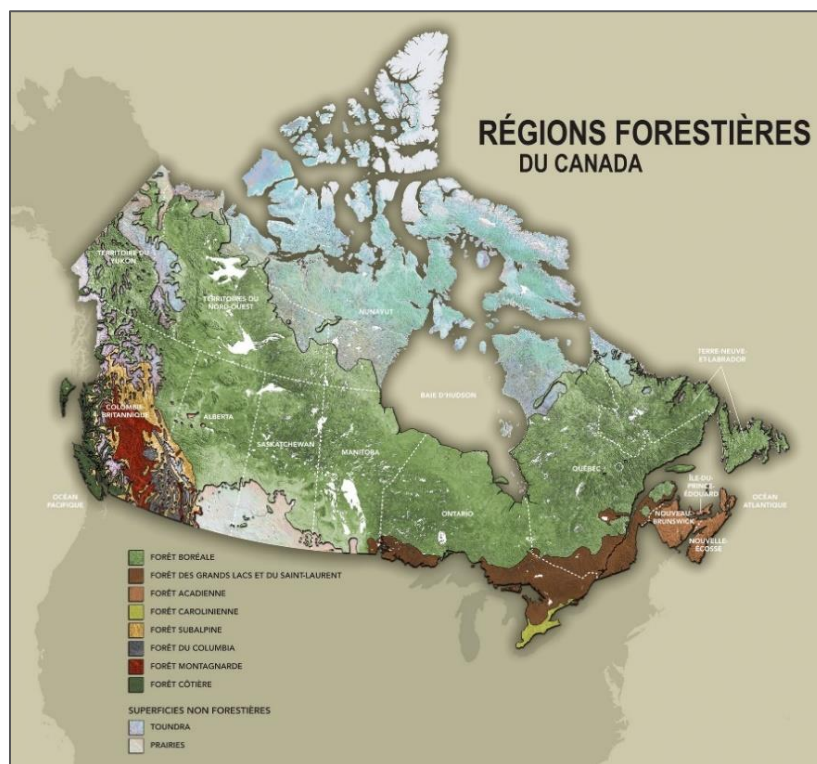 RÉGIONS FORESTIÈRES
DU CANADA
TERRITOIRE DU
YUKON
TERRITOIRES DU
NORD-OUEST
NUNAVUT
TERRE-NEUVE-
ET-LABRADOR
BAIE D'HUDSON
COLOMBIE-
BRITANNIQUE
ALBERTA
SASKATCHEWAN
MANITOBA
QUÉBEC
ÎLE-DU-
PRINCE-
ÉDOUARD
OCÉAN
PACIFIQUE
OCÉAN
ATLANTIQUE
ONTARIO
NOUVEAU-
BRUNSWICK
NOUVELLE-
ÉCOSSE
FORÊT BORÉALE
FORÊT DES GRANDS LACS ET DU SAINT-LAURENT
FORÊT ACADIENNE
FORÊT CAROLINIENNE
FORÊT SUBALPINE
FORÊT DU COLUMBIA
FORÊT MONTAGNARDE
FORÊT CÔTIÈRE
SUPERFICIES NON FORESTIÈRES
TOUNDRA
PRAIRIES